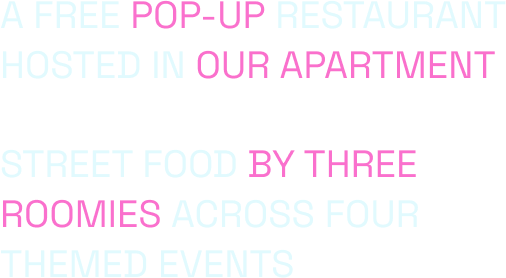 A FREE POP-UP RESTAURANT
HOSTED IN OUR APARTMENT
STREET FOOD BY THREE
ROOMIES ACROSS FOUR
THEMED EVENTS